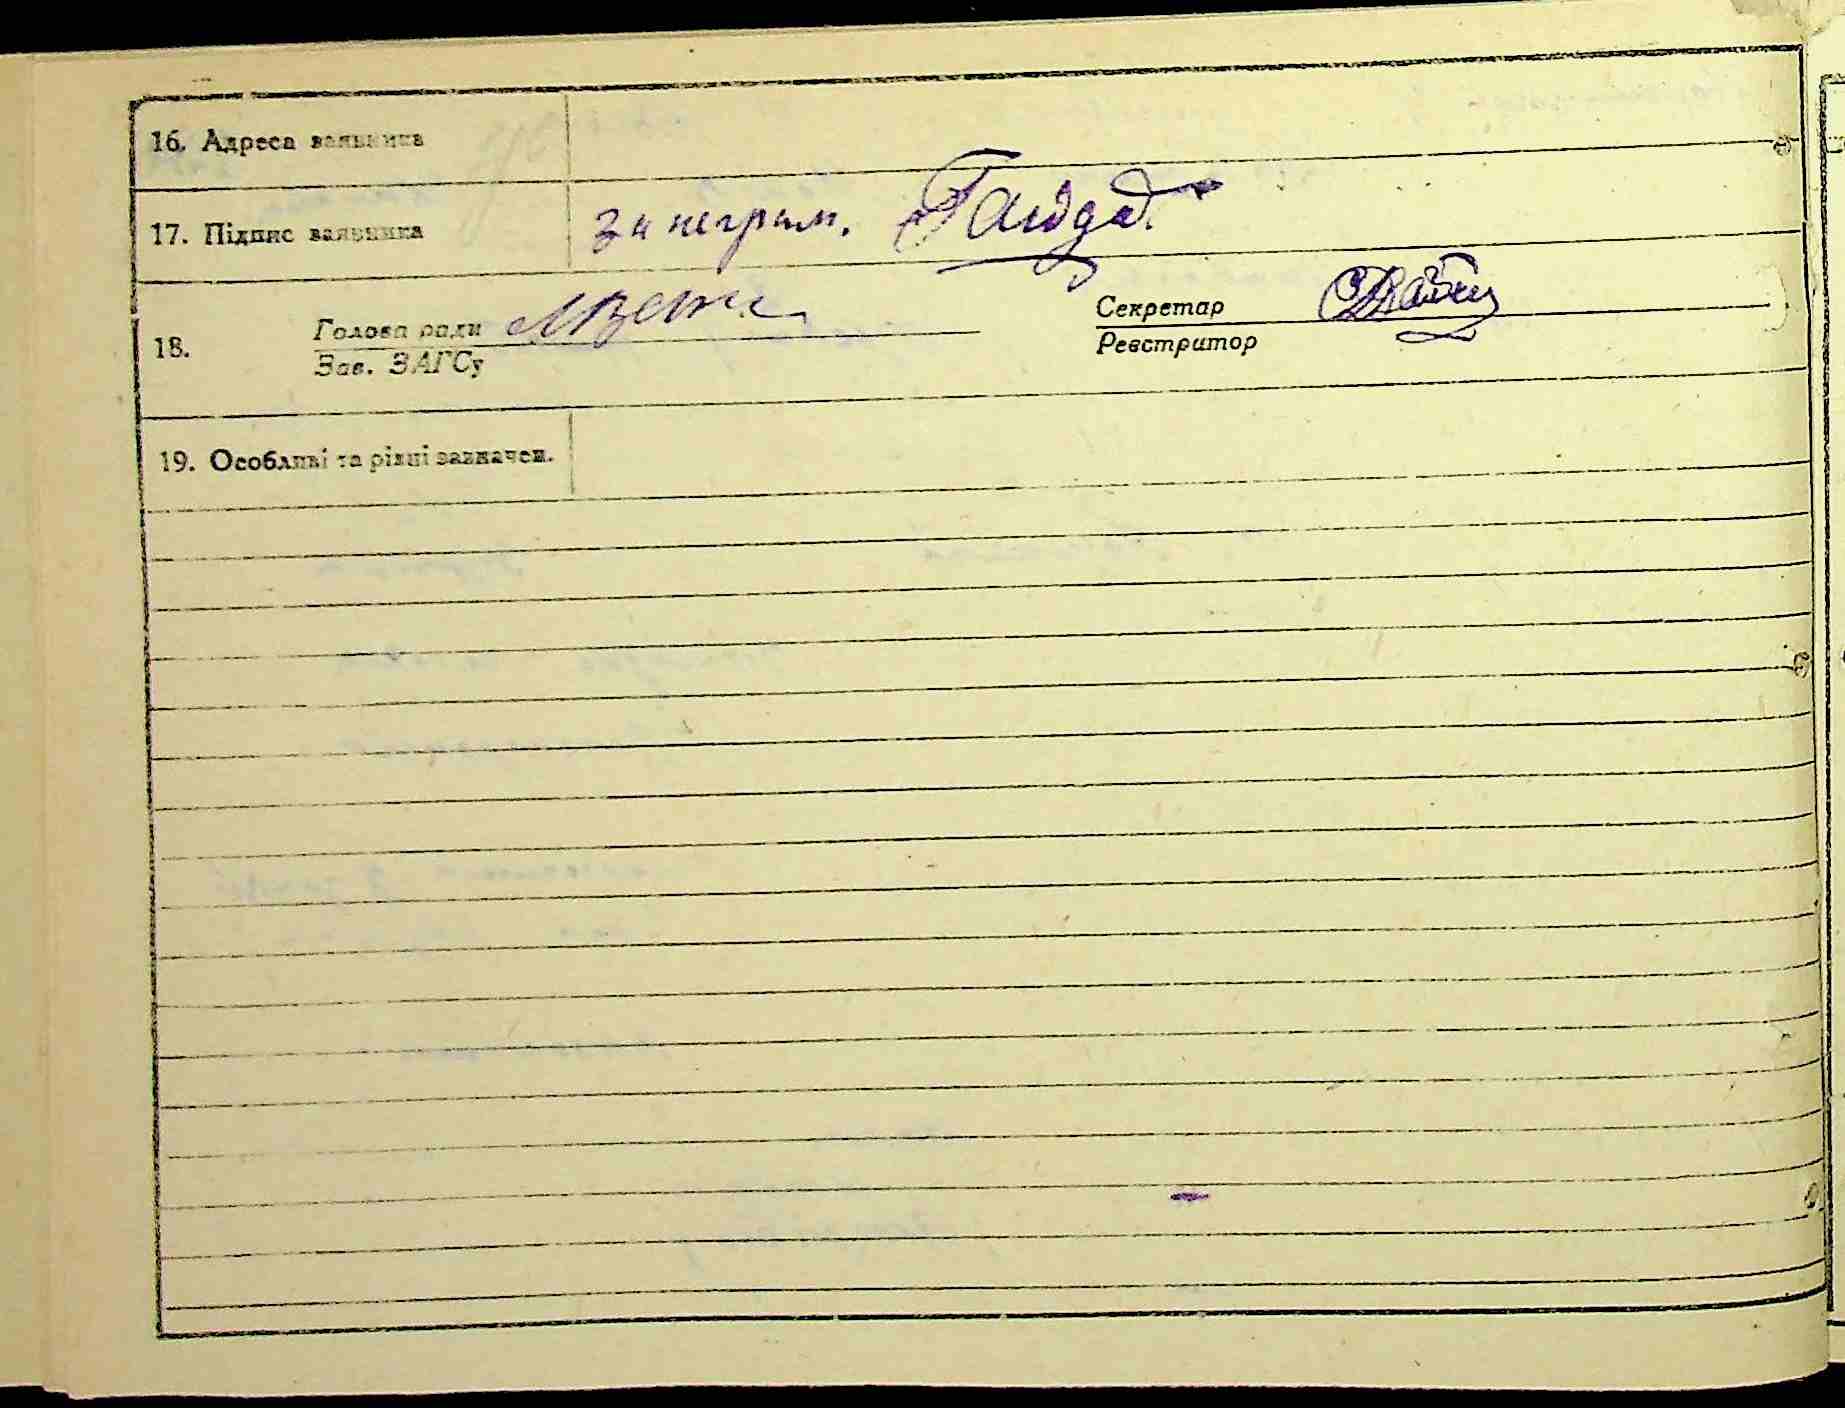 16. Адреса заявника
17. Підпис заявника за неграм. Гайда
18. Голова ради Секретар
Зав. ЗАГСу Реєстратор
19. Особливі та різні зазначен.